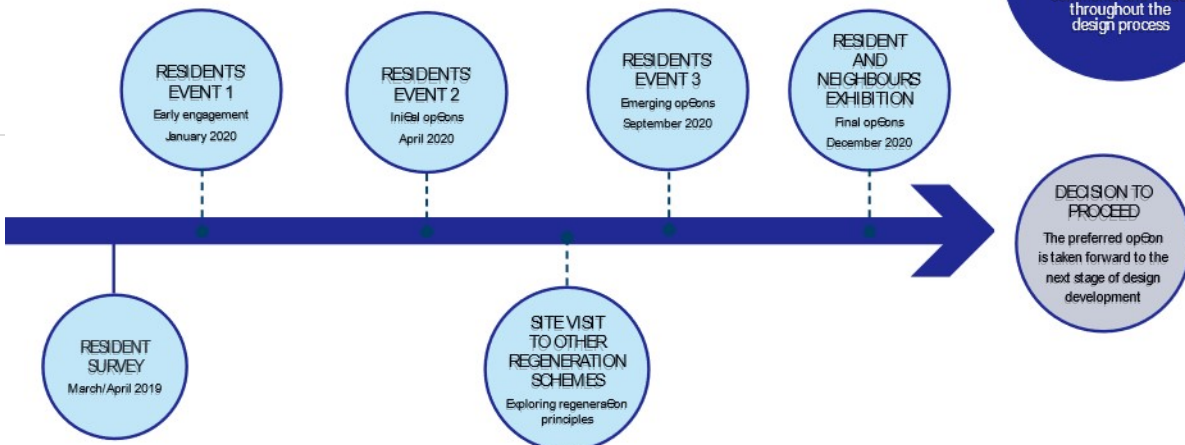 throughout the
design process
RESIDENTS'
EVENT 1
Early engagement
January 2020
RESIDENTS'
EVENT 2
IniƟal opƟons
April 2020
RESIDENTS'
EVENT 3
Emerging opƟons
September 2020
RESIDENT
AND
NEIGHBOURS'
EXHIBITION
Final opƟons
December 2020
DECISION TO
PROCEED
The preferred opƟon
is taken forward to the
next stage of design
development
RESIDENT
SURVEY
March/April 2019
SITE VISIT
TO OTHER
REGENERATION
SCHEMES
Exploring regeneraƟon
principles